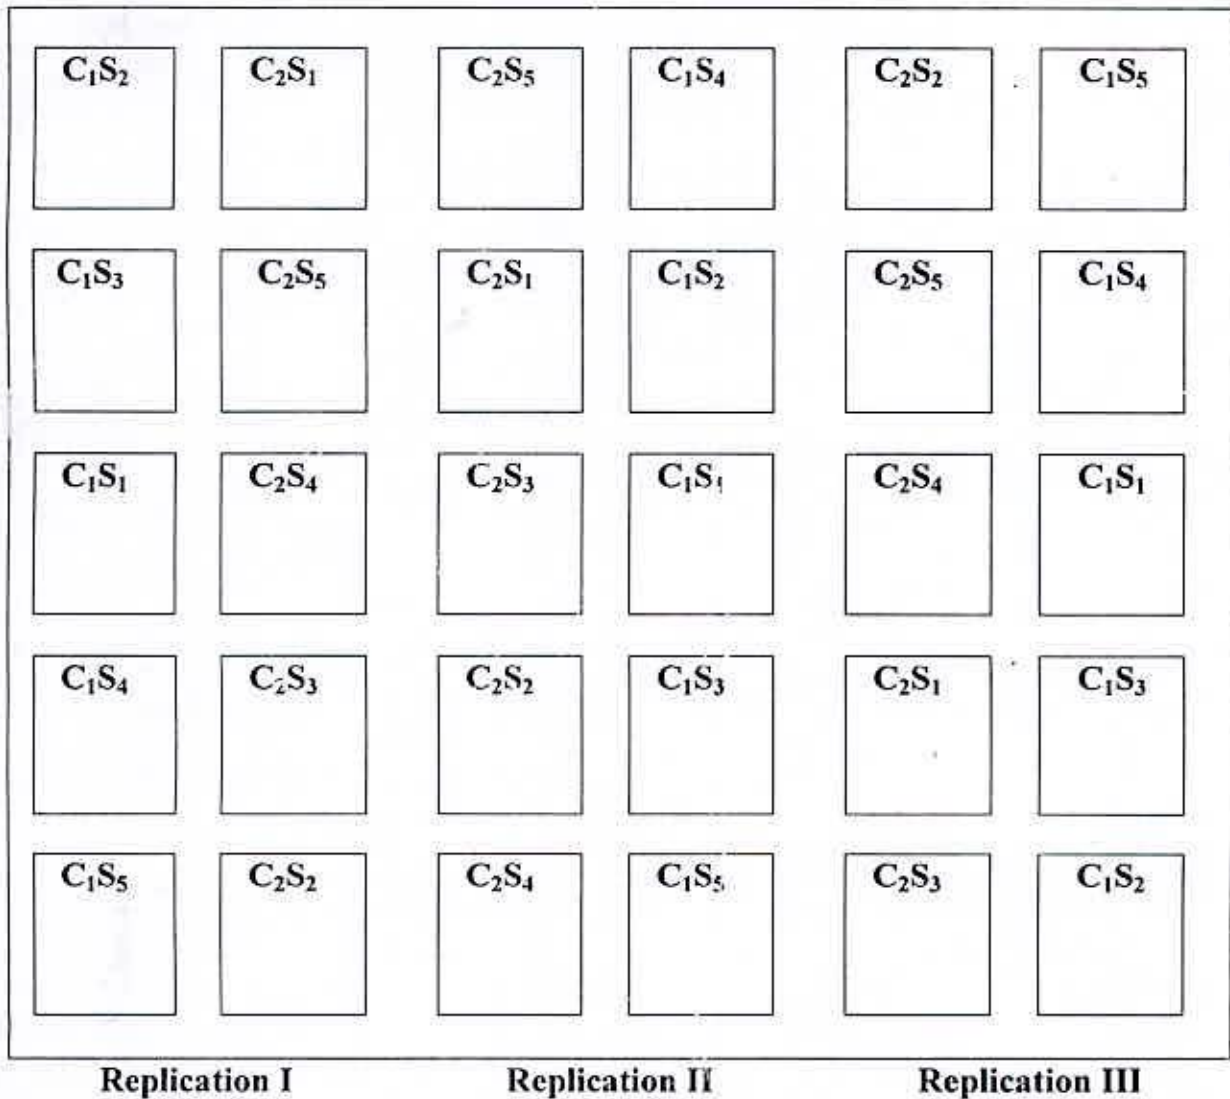 C₁S₂ C₂S₁ C₂S₅ C₁S₄ C₂S₂ C₁S₅
C₁S₃ C₂S₅ C₂S₁ C₁S₂ C₂S₅ C₁S₄
C₁S₁ C₂S₄ C₂S₃ C₁S₁ C₂S₄ C₁S₁
C₁S₄ C₂S₃ C₂S₂ C₁S₃ C₂S₁ C₁S₃
C₁S₅ C₂S₂ C₂S₄ C₁S₅ C₂S₃ C₁S₂
Replication I Replication II Replication III